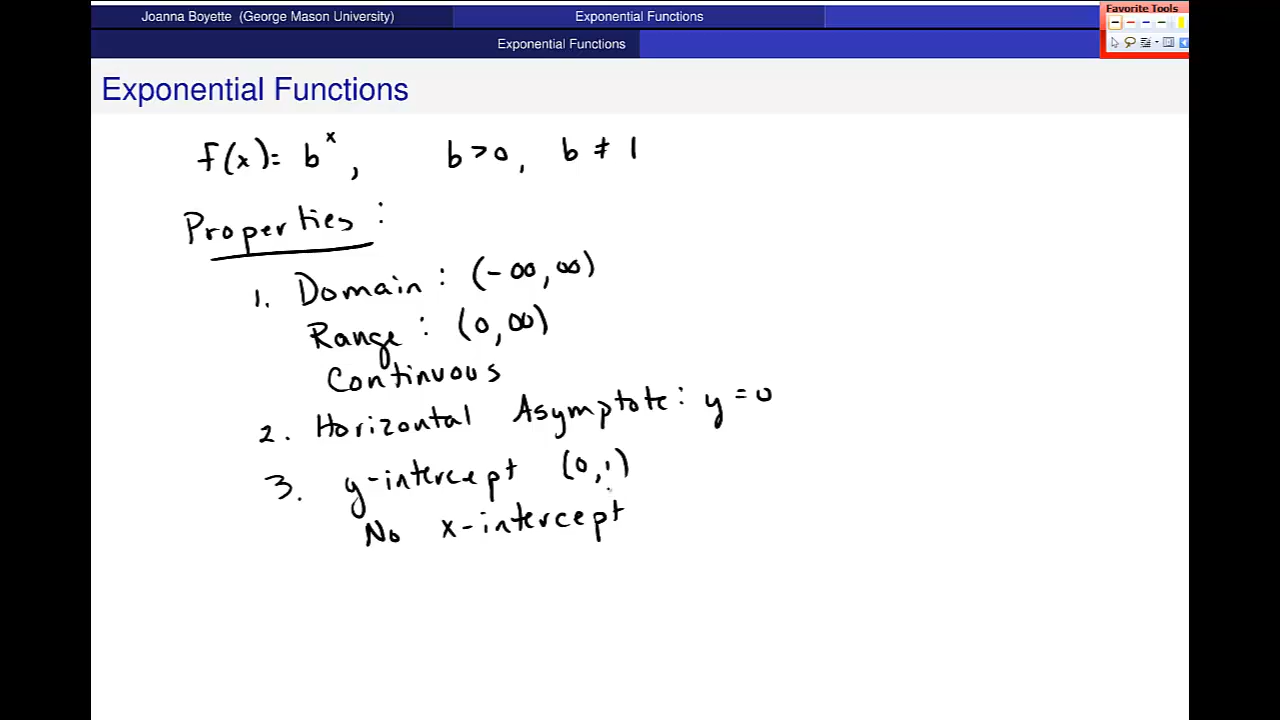 Joanna Boyette (George Mason University) Exponential Functions
Favorite Tools
Exponential Functions
Exponential Functions
f(x) = b^x, b > 0, b ≠ 1
Properties:
1. Domain: (-∞, ∞)
Range: (0, ∞)
Continuous
2. Horizontal Asymptote: y = 0
3. y-intercept (0, 1)
No x-intercept